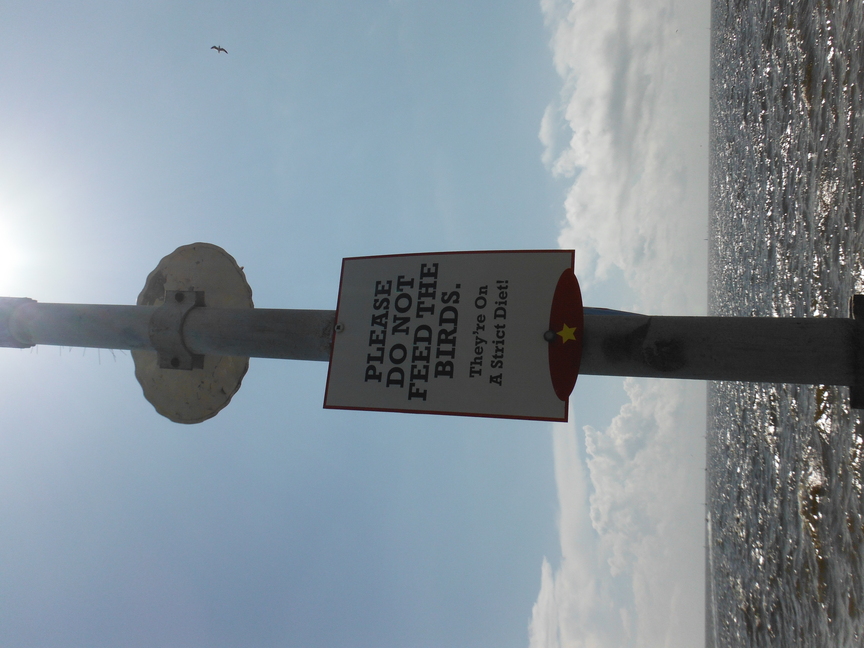 PLEASE
DO NOT
FEED THE
BIRDS.
They're On
A Strict Diet!